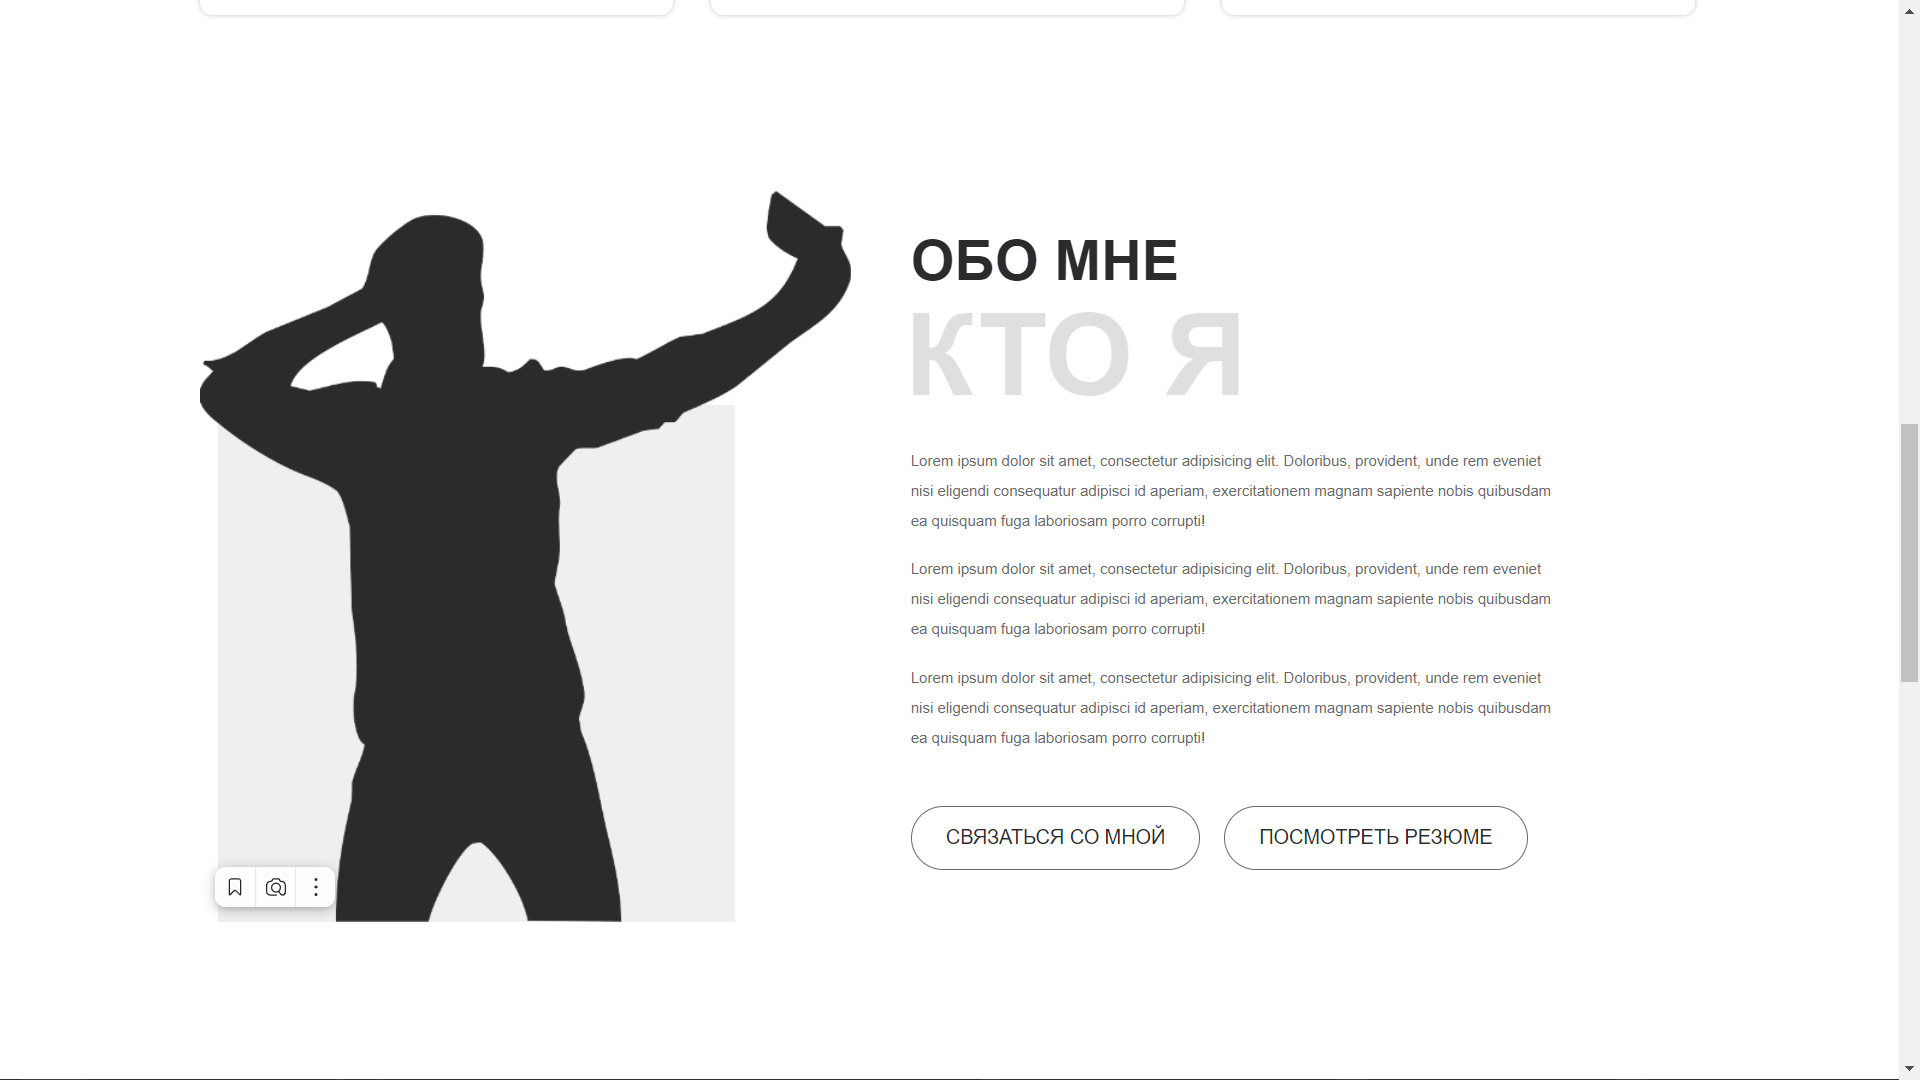 ОБО МНЕ
КТО Я
Lorem ipsum dolor sit amet, consectetur adipisicing elit. Doloribus, provident, unde rem eveniet
nisi eligendi consequatur adipisci id aperiam, exercitationem magnam sapiente nobis quibusdam
ea quisquam fuga laboriosam porro corrupti!
Lorem ipsum dolor sit amet, consectetur adipisicing elit. Doloribus, provident, unde rem eveniet
nisi eligendi consequatur adipisci id aperiam, exercitationem magnam sapiente nobis quibusdam
ea quisquam fuga laboriosam porro corrupti!
Lorem ipsum dolor sit amet, consectetur adipisicing elit. Doloribus, provident, unde rem eveniet
nisi eligendi consequatur adipisci id aperiam, exercitationem magnam sapiente nobis quibusdam
ea quisquam fuga laboriosam porro corrupti!
СВЯЗАТЬСЯ СО МНОЙ
ПОСМОТРЕТЬ РЕЗЮМЕ